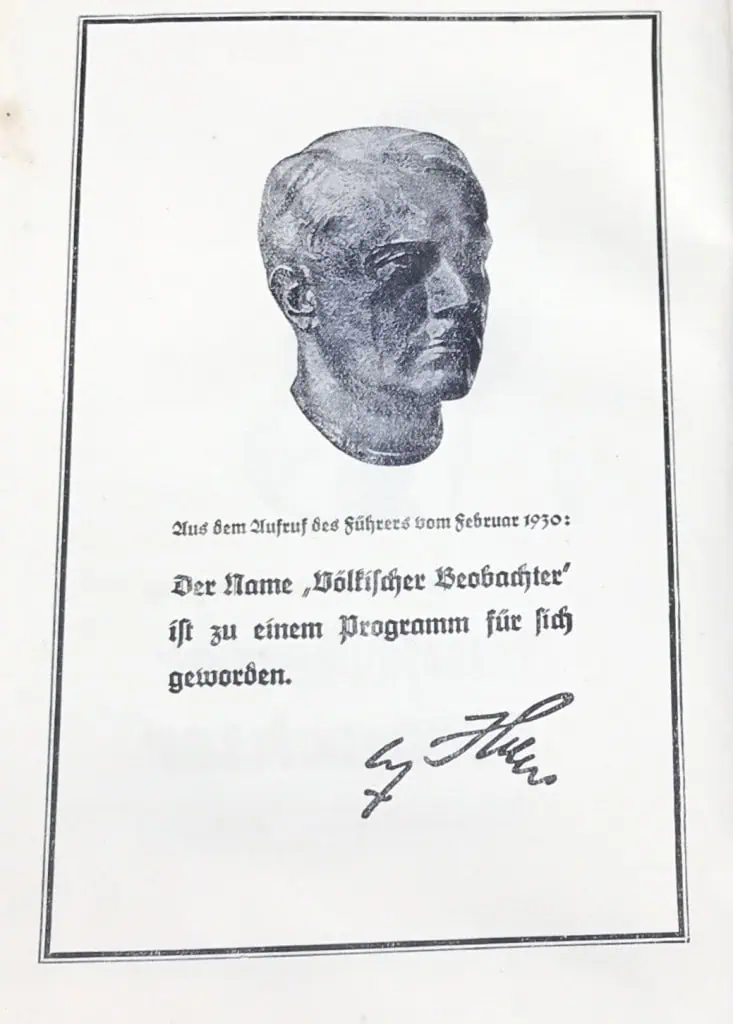 Aus dem Aufruf des Führers vom Februar 1930:
Der Name „Völkischer Beobachter“
ist zu einem Programm für sich
geworden.